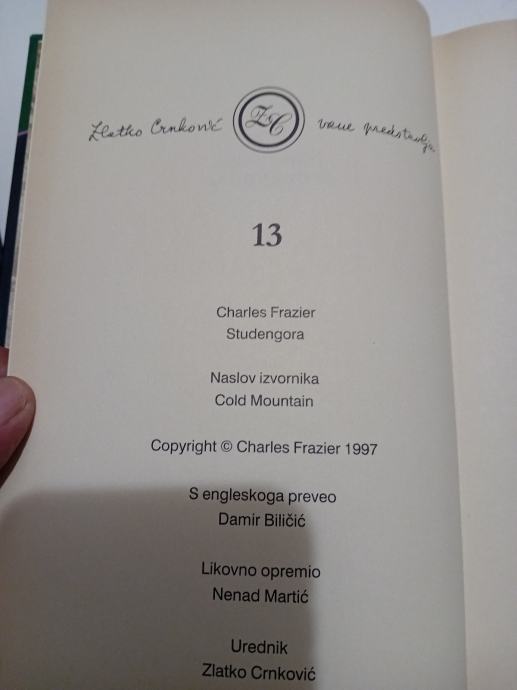 Zlatko Crnković ZC vam predstavlja
13
Charles Frazier
Studengora
Naslov izvornika
Cold Mountain
Copyright © Charles Frazier 1997
S engleskoga preveo
Damir Biličić
Likovno opremio
Nenad Martić
Urednik
Zlatko Crnković